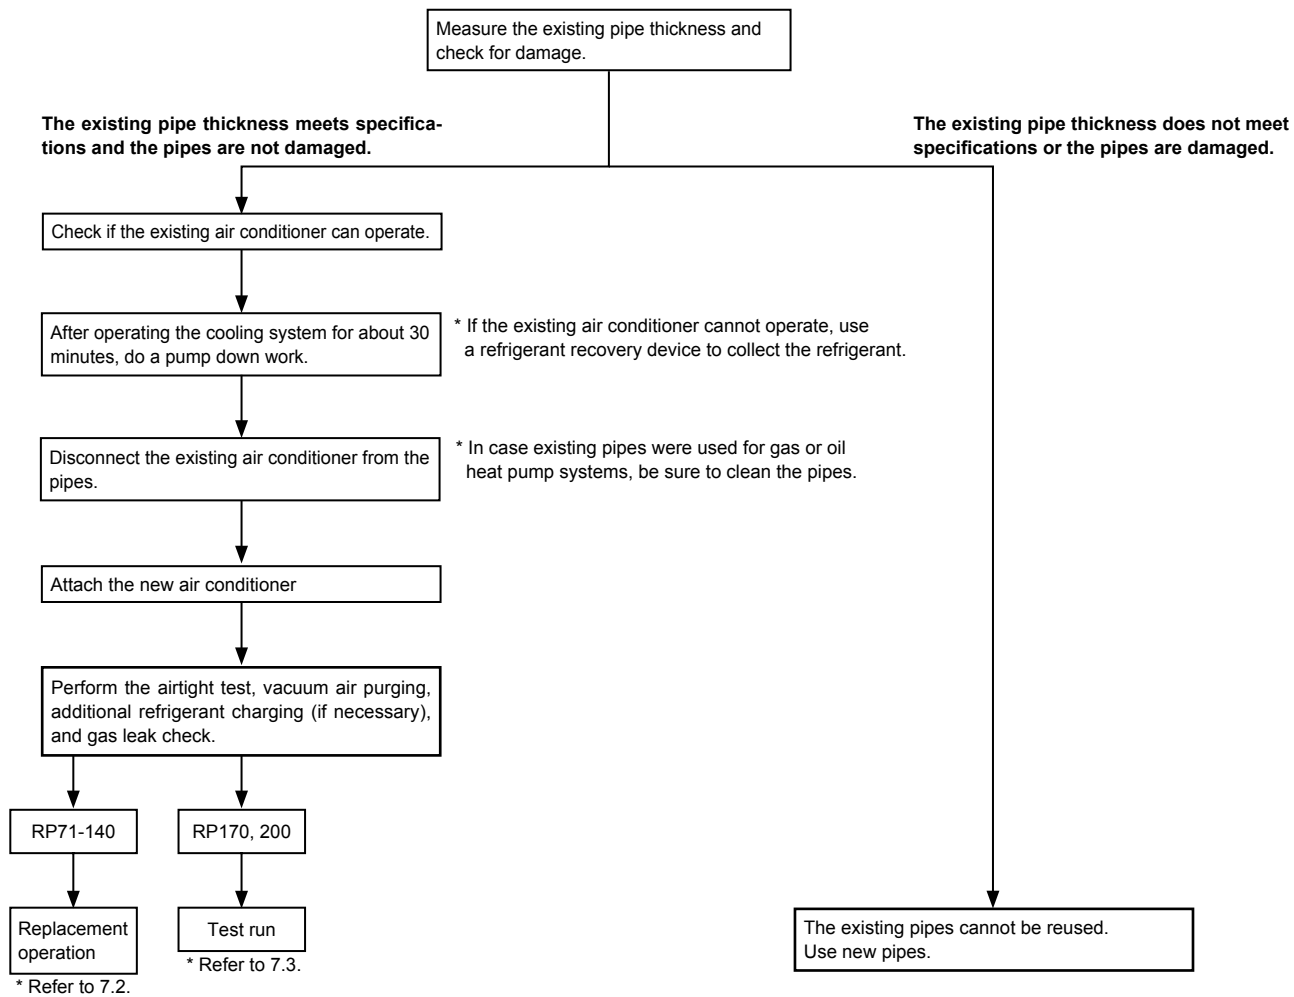 Measure the existing pipe thickness and
check for damage.
The existing pipe thickness meets specifica-
tions and the pipes are not damaged.
The existing pipe thickness does not meet
specifications or the pipes are damaged.
Check if the existing air conditioner can operate.
After operating the cooling system for about 30
minutes, do a pump down work.
* If the existing air conditioner cannot operate, use
a refrigerant recovery device to collect the refrigerant.
Disconnect the existing air conditioner from the
pipes.
* In case existing pipes were used for gas or oil
heat pump systems, be sure to clean the pipes.
Attach the new air conditioner
Perform the airtight test, vacuum air purging,
additional refrigerant charging (if necessary),
and gas leak check.
RP71-140
RP170, 200
Replacement
operation
* Refer to 7.2.
Test run
* Refer to 7.3.
The existing pipes cannot be reused.
Use new pipes.